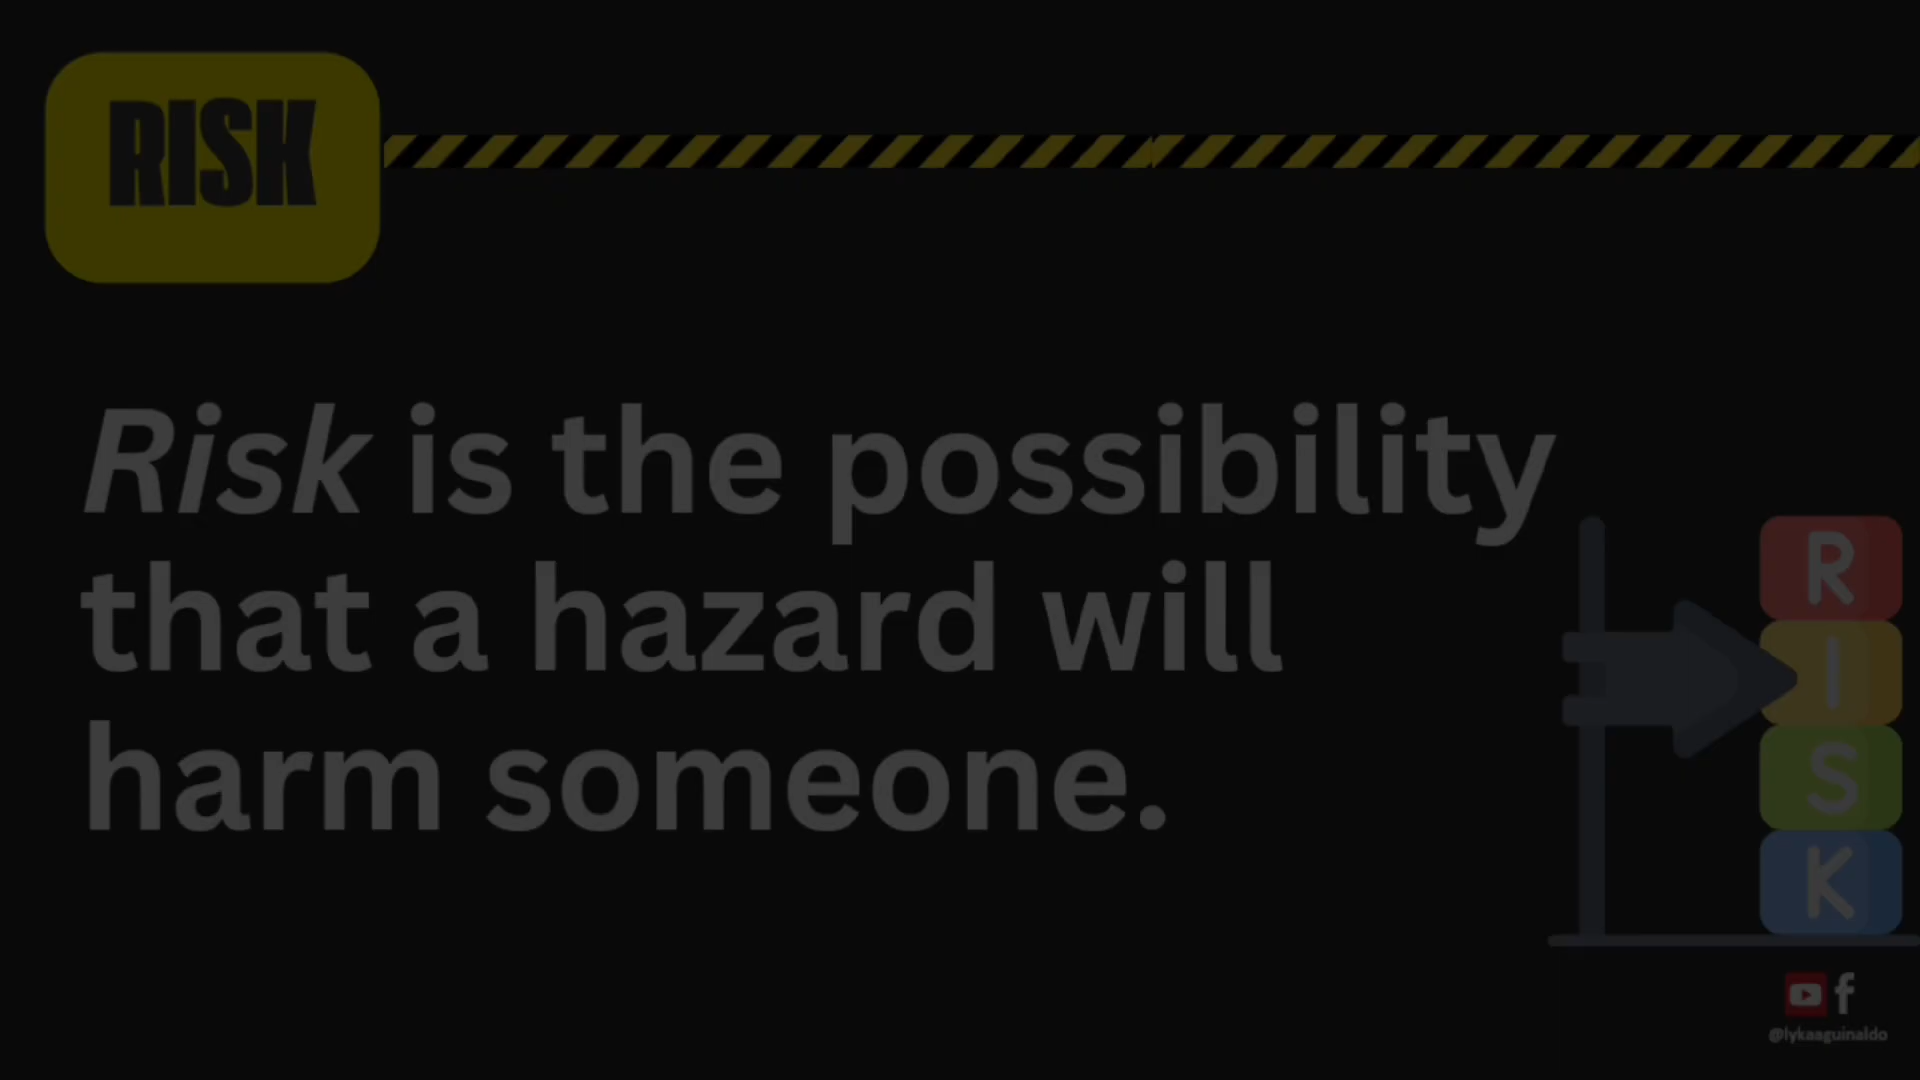 RISK
Risk is the possibility
that a hazard will
harm someone.
R
I
S
K
f
@lykaaguinaldo